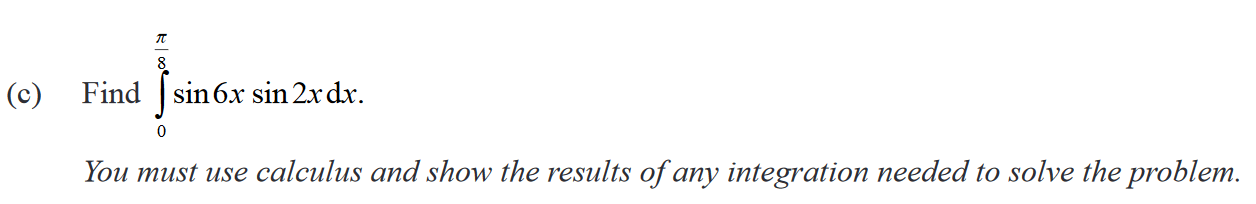 (c) Find ∫₀^(π/8) sin 6x sin 2x dx.
You must use calculus and show the results of any integration needed to solve the problem.